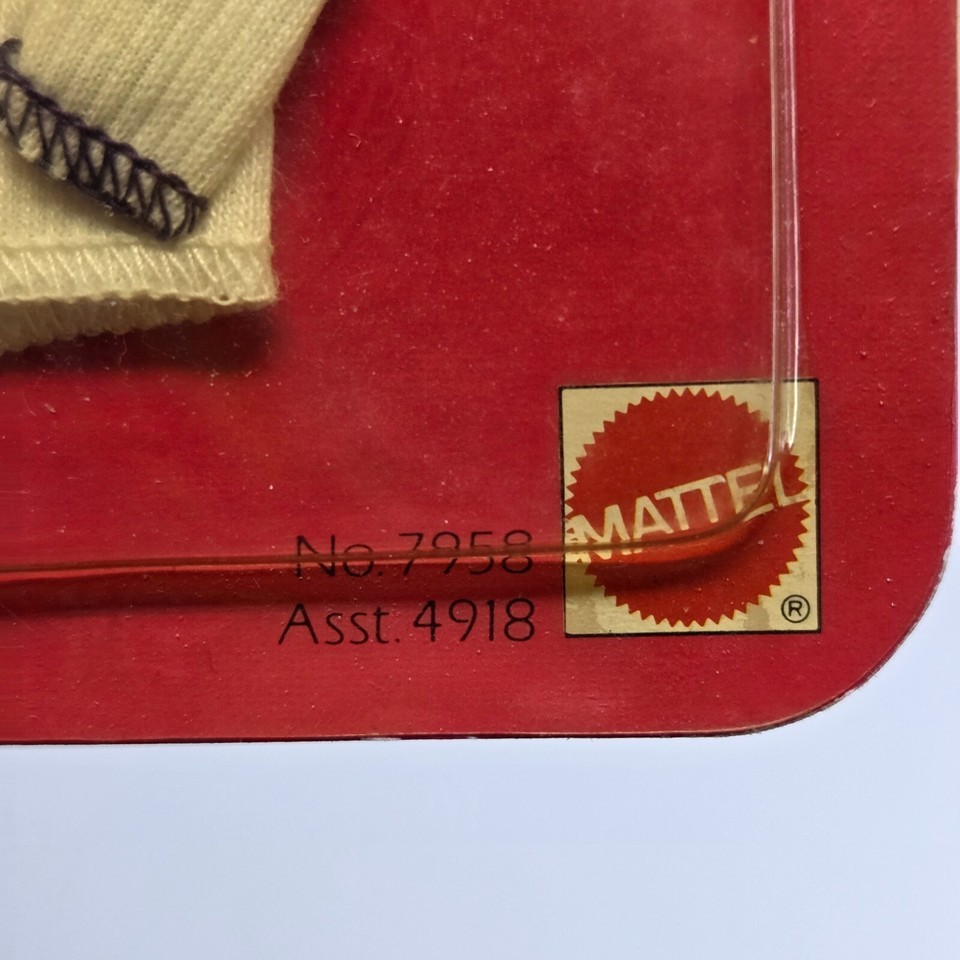 No. 7958
Asst. 4918
MATTEL
®